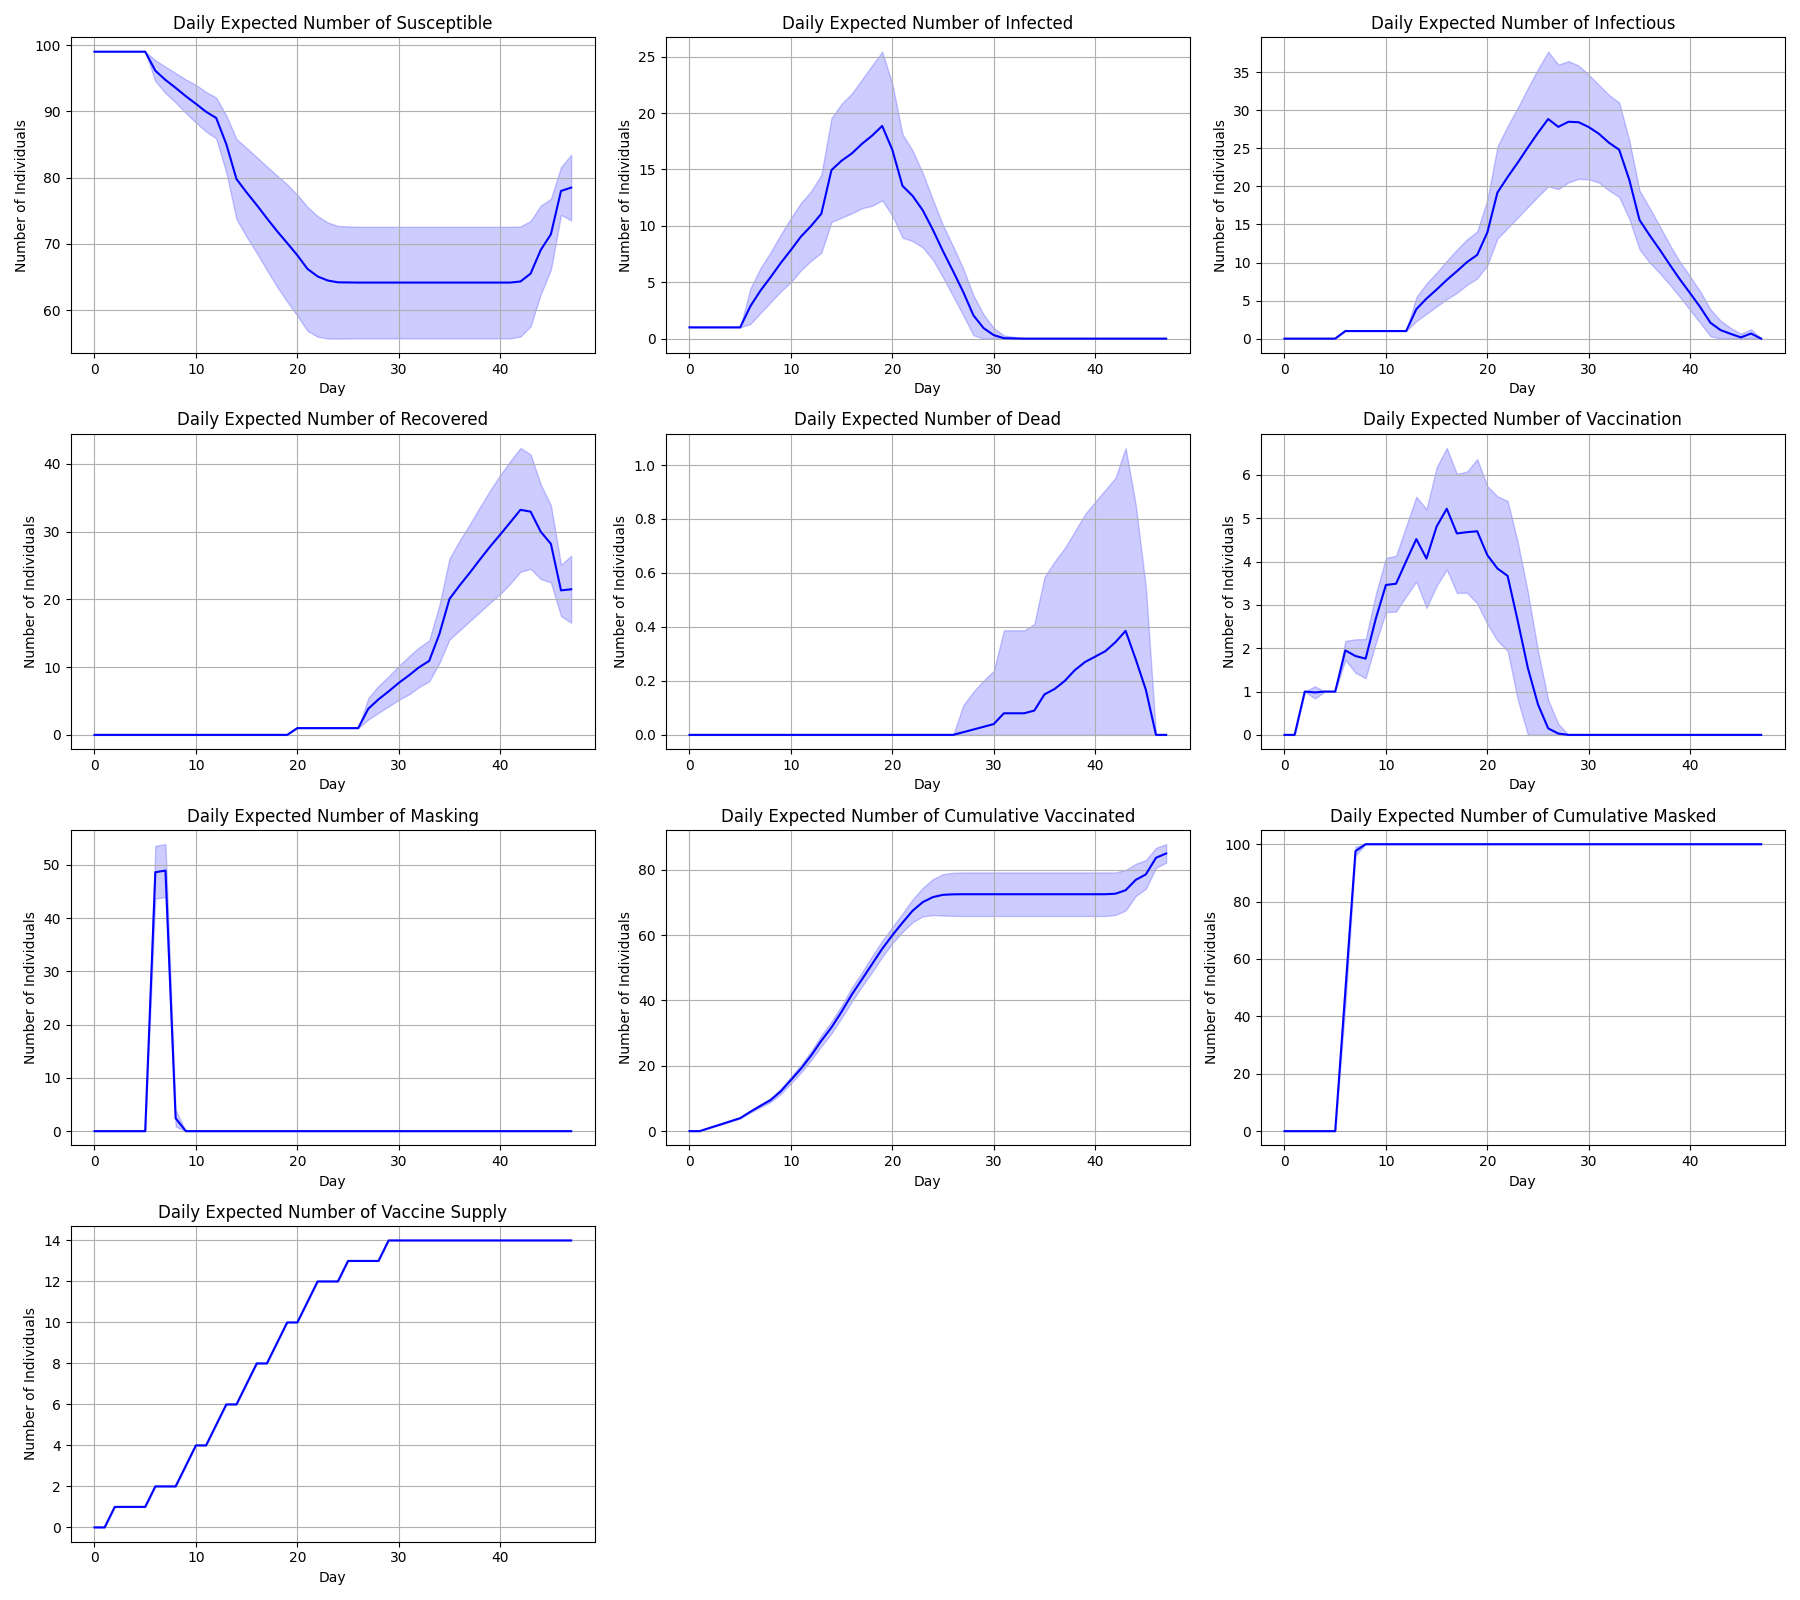 Daily Expected Number of Susceptible
Number of Individuals
100
90
80
70
60
0 10 20 30 40
Day
Daily Expected Number of Infected
Number of Individuals
25
20
15
10
5
0
0 10 20 30 40
Day
Daily Expected Number of Infectious
Number of Individuals
35
30
25
20
15
10
5
0
0 10 20 30 40
Day
Daily Expected Number of Recovered
Number of Individuals
40
30
20
10
0
0 10 20 30 40
Day
Daily Expected Number of Dead
Number of Individuals
1.0
0.8
0.6
0.4
0.2
0.0
0 10 20 30 40
Day
Daily Expected Number of Vaccination
Number of Individuals
6
5
4
3
2
1
0
0 10 20 30 40
Day
Daily Expected Number of Masking
Number of Individuals
50
40
30
20
10
0
0 10 20 30 40
Day
Daily Expected Number of Cumulative Vaccinated
Number of Individuals
80
60
40
20
0
0 10 20 30 40
Day
Daily Expected Number of Cumulative Masked
Number of Individuals
100
80
60
40
20
0
0 10 20 30 40
Day
Daily Expected Number of Vaccine Supply
Number of Individuals
14
12
10
8
6
4
2
0
0 10 20 30 40
Day